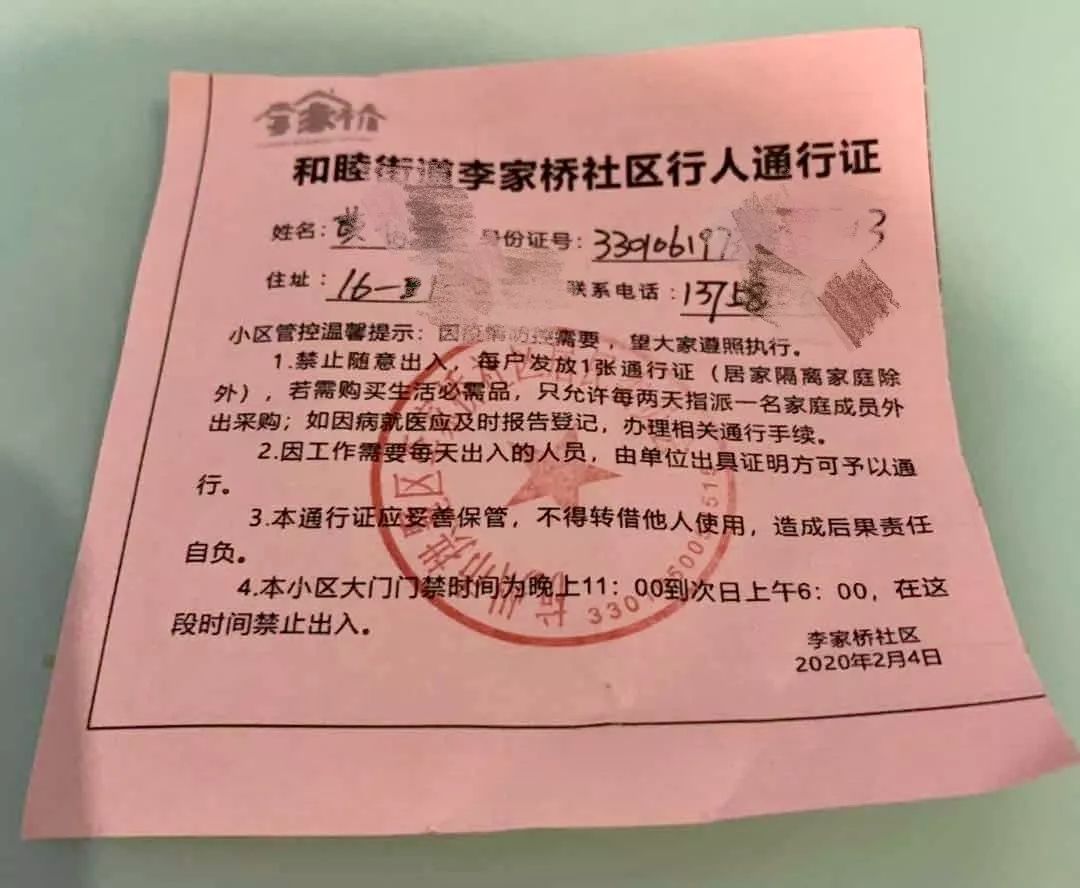 李家桥
和睦街道李家桥社区行人通行证
姓名：黄 身份证号：330106197 3
住址：16- 联系电话：13758
小区管控温馨提示：因疫情防控需要，望大家遵照执行。
1.禁止随意出入，每户发放1张通行证（居家隔离家庭除
外），若需购买生活必需品，只允许每两天指派一名家庭成员外
出采购；如因病就医应及时报告登记，办理相关通行手续。
2.因工作需要每天出入的人员，由单位出具证明方可予以通
行。
3.本通行证应妥善保管，不得转借他人使用，造成后果责任
自负。
4.本小区大门门禁时间为晚上11：00到次日上午6：00，在这
段时间禁止出入。
李家桥社区
2020年2月4日